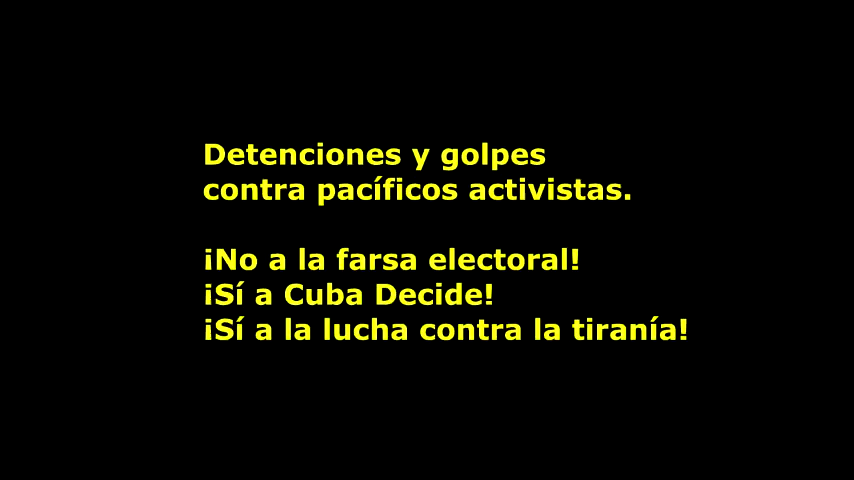 Detenciones y golpes
contra pacíficos activistas.
¡No a la farsa electoral!
¡Sí a Cuba Decide!
¡Sí a la lucha contra la tiranía!